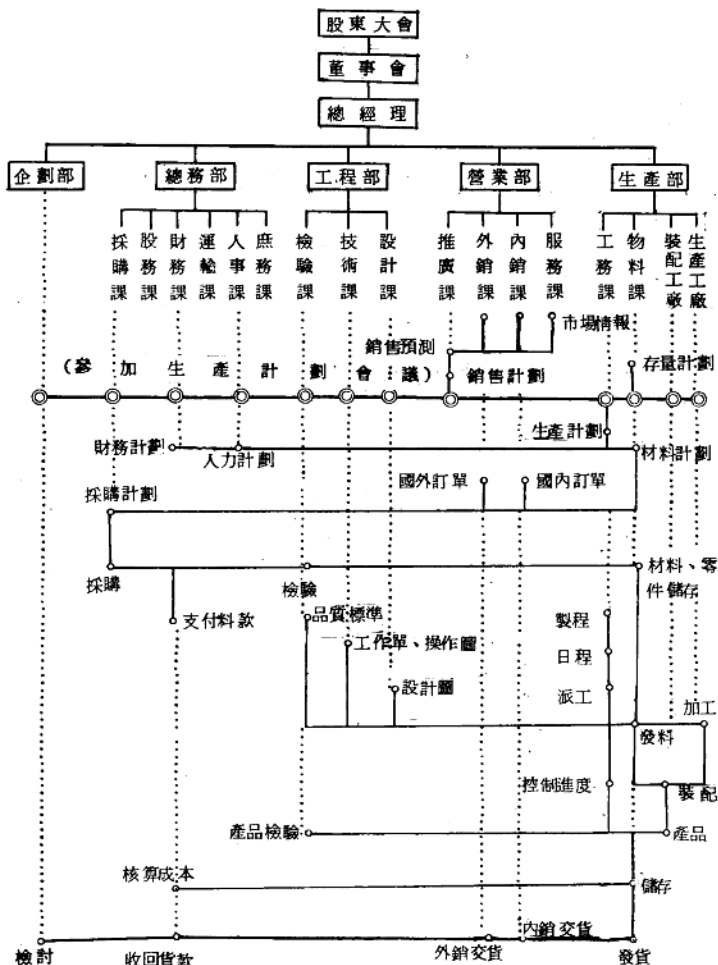 股東大會
董事會
總經理
企劃部 總務部 工程部 營業部 生產部
採購課 股務課 財務課 運輸課 人事課 庶務課 檢驗課 技術課 設計課 推廣課 外銷課 內銷課 服務課 工務課 物料課 裝配工廠 生產工廠
市場情報
銷售預測
(參加生產計劃會議) 銷售計劃 存量計劃
生產計劃
財務計劃 人力計劃 材料計劃
國外訂單 國內訂單
採購計劃
採購 檢驗 材料、零件儲存
支付料款 品質標準 製程
工作單、操作圖 日程
設計圖 派工
加工
發料
控制進度 裝配
產品檢驗 產品
核算成本 儲存
檢討 收回貨款 外銷交貨 內銷交貨 發貨